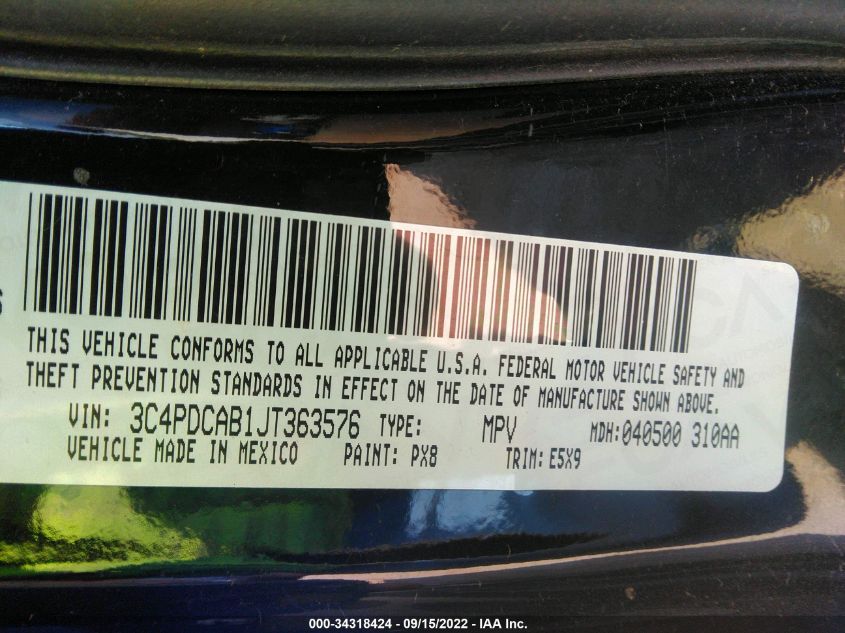 THIS VEHICLE CONFORMS TO ALL APPLICABLE U.S.A. FEDERAL MOTOR VEHICLE SAFETY AND
THEFT PREVENTION STANDARDS IN EFFECT ON THE DATE OF MANUFACTURE SHOWN ABOVE.
VIN: 3C4PDCAB1JT363576 TYPE: MPV MDH:040500 310AA
VEHICLE MADE IN MEXICO PAINT: PX8 TRIM: E5X9
000-34318424 - 09/15/2022 - IAA Inc.